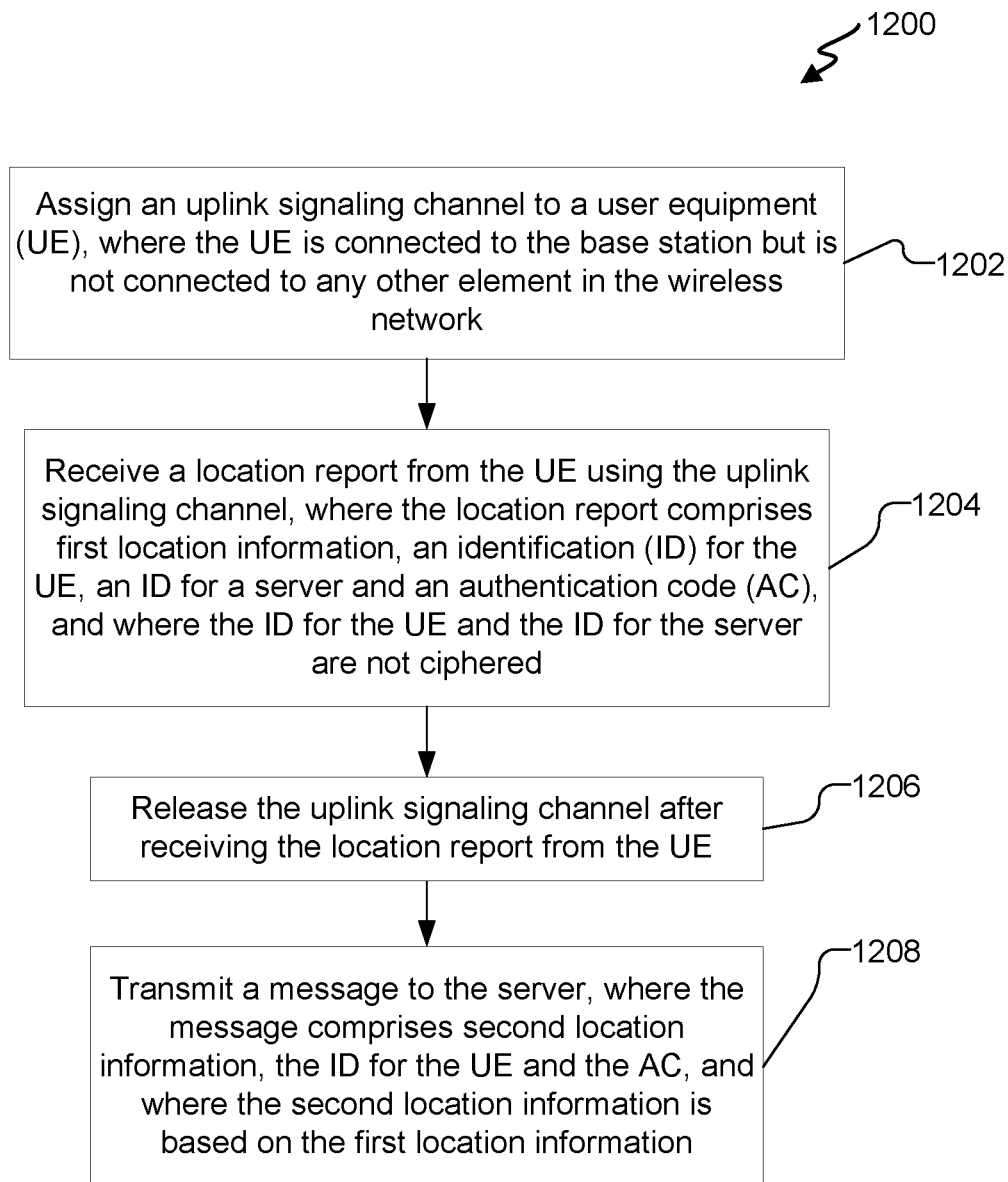 1200
Assign an uplink signaling channel to a user equipment
(UE), where the UE is connected to the base station but is
not connected to any other element in the wireless
network
1202
Receive a location report from the UE using the uplink
signaling channel, where the location report comprises
first location information, an identification (ID) for the
UE, an ID for a server and an authentication code (AC),
and where the ID for the UE and the ID for the server
are not ciphered
1204
Release the uplink signaling channel after
receiving the location report from the UE
1206
Transmit a message to the server, where the
message comprises second location
information, the ID for the UE and the AC, and
where the second location information is
based on the first location information
1208